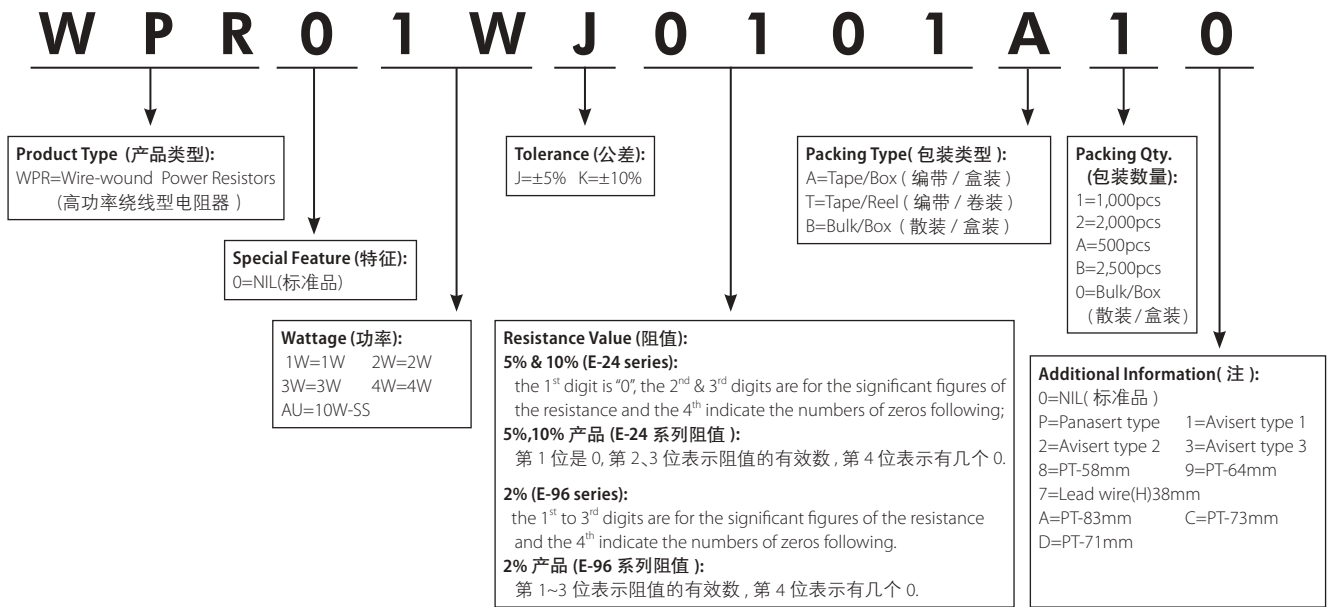 W P R 0 1 W J 0 1 0 1 A 1 0
Product Type (产品类型):
WPR=Wire-wound Power Resistors
(高功率绕线型电阻器)
Special Feature (特征):
0=NIL(标准品)
Wattage (功率):
1W=1W 2W=2W
3W=3W 4W=4W
AU=10W-SS
Tolerance (公差):
J=±5% K=±10%
Resistance Value (阻值):
5% & 10% (E-24 series):
the 1st digit is "0", the 2nd & 3rd digits are for the significant figures of
the resistance and the 4th indicate the numbers of zeros following;
5%,10% 产品 (E-24 系列阻值):
第 1 位是 0, 第 2、3 位表示阻值的有效数, 第 4 位表示有几个 0.
2% (E-96 series):
the 1st to 3rd digits are for the significant figures of the resistance
and the 4th indicate the numbers of zeros following.
2% 产品 (E-96 系列阻值):
第 1~3 位表示阻值的有效数, 第 4 位表示有几个 0.
Packing Type( 包装类型 ):
A=Tape/Box ( 编带 / 盒装 )
T=Tape/Reel ( 编带 / 卷装 )
B=Bulk/Box ( 散装 / 盒装 )
Packing Qty.
(包装数量):
1=1,000pcs
2=2,000pcs
A=500pcs
B=2,500pcs
0=Bulk/Box
(散装/盒装)
Additional Information( 注 ):
0=NIL( 标准品 )
P=Panasert type 1=Avisert type 1
2=Avisert type 2 3=Avisert type 3
8=PT-58mm 9=PT-64mm
7=Lead wire(H)38mm
A=PT-83mm C=PT-73mm
D=PT-71mm